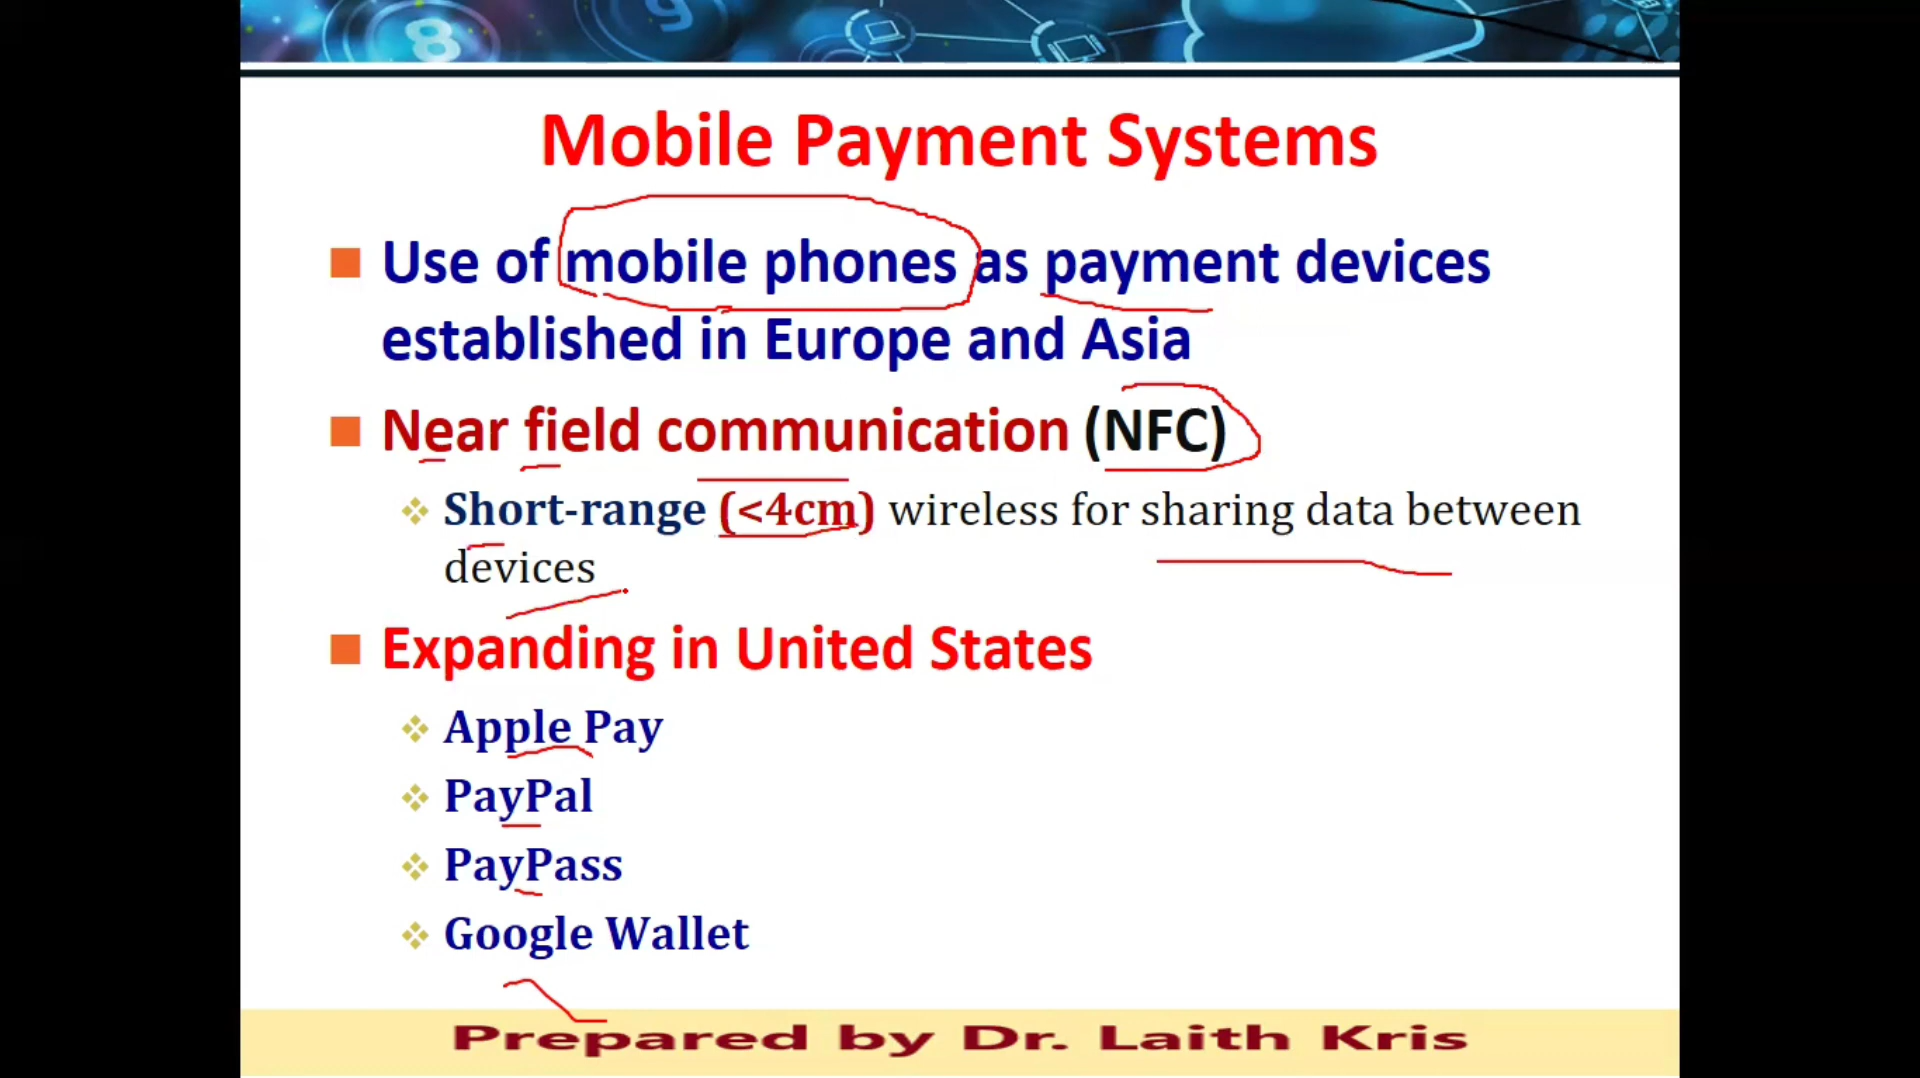 8 9
Mobile Payment Systems
Use of mobile phones as payment devices
established in Europe and Asia
Near field communication (NFC)
Short-range (<4cm) wireless for sharing data between
devices
Expanding in United States
Apple Pay
PayPal
PayPass
Google Wallet
Prepared by Dr. Laith Kris